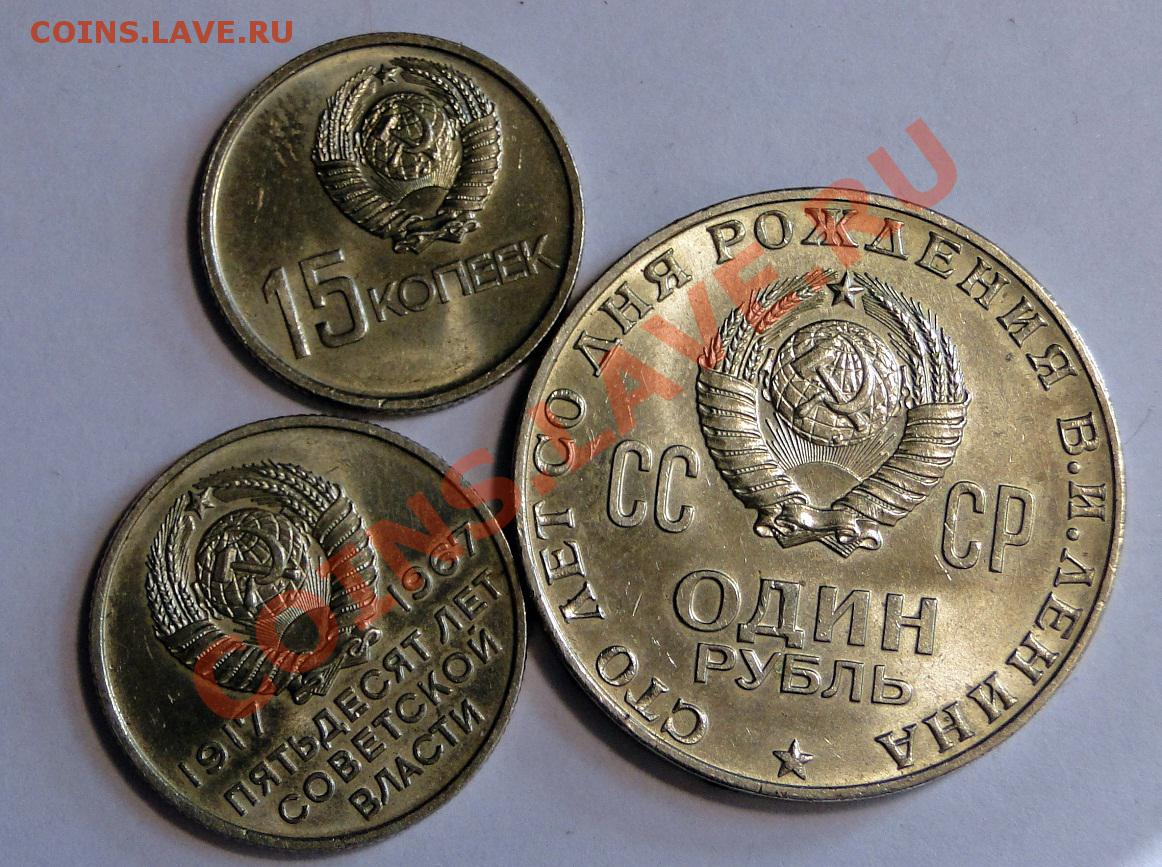 COINS.LAVE.RU
15 КОПЕЕК
1917 1967
ПЯТЬДЕСЯТ ЛЕТ
СОВЕТСКОЙ
ВЛАСТИ
СТО ЛЕТ СО ДНЯ РОЖДЕНИЯ В.И.ЛЕНИНА
СС СР
ОДИН
РУБЛЬ
COINS.LAVE.RU